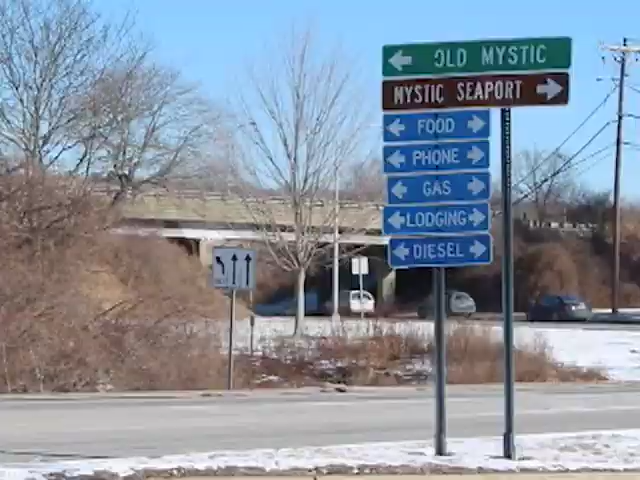 OLD MYSTIC
MYSTIC SEAPORT
FOOD
PHONE
GAS
LODGING
DIESEL